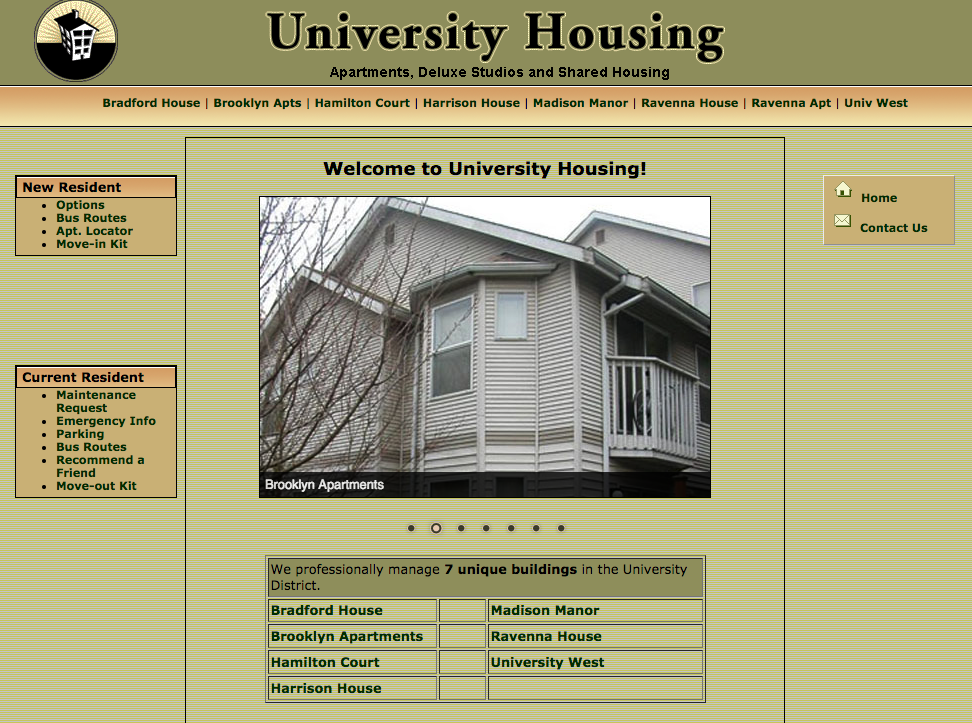 University Housing
Apartments, Deluxe Studios and Shared Housing
Bradford House | Brooklyn Apts | Hamilton Court | Harrison House | Madison Manor | Ravenna House | Ravenna Apt | Univ West
New Resident
Options
Bus Routes
Apt. Locator
Move-in Kit
Current Resident
Maintenance
Request
Emergency Info
Parking
Bus Routes
Recommend a
Friend
Move-out Kit
Welcome to University Housing!
Brooklyn Apartments
We professionally manage 7 unique buildings in the University
District.
Bradford House Madison Manor
Brooklyn Apartments Ravenna House
Hamilton Court University West
Harrison House
Home
Contact Us